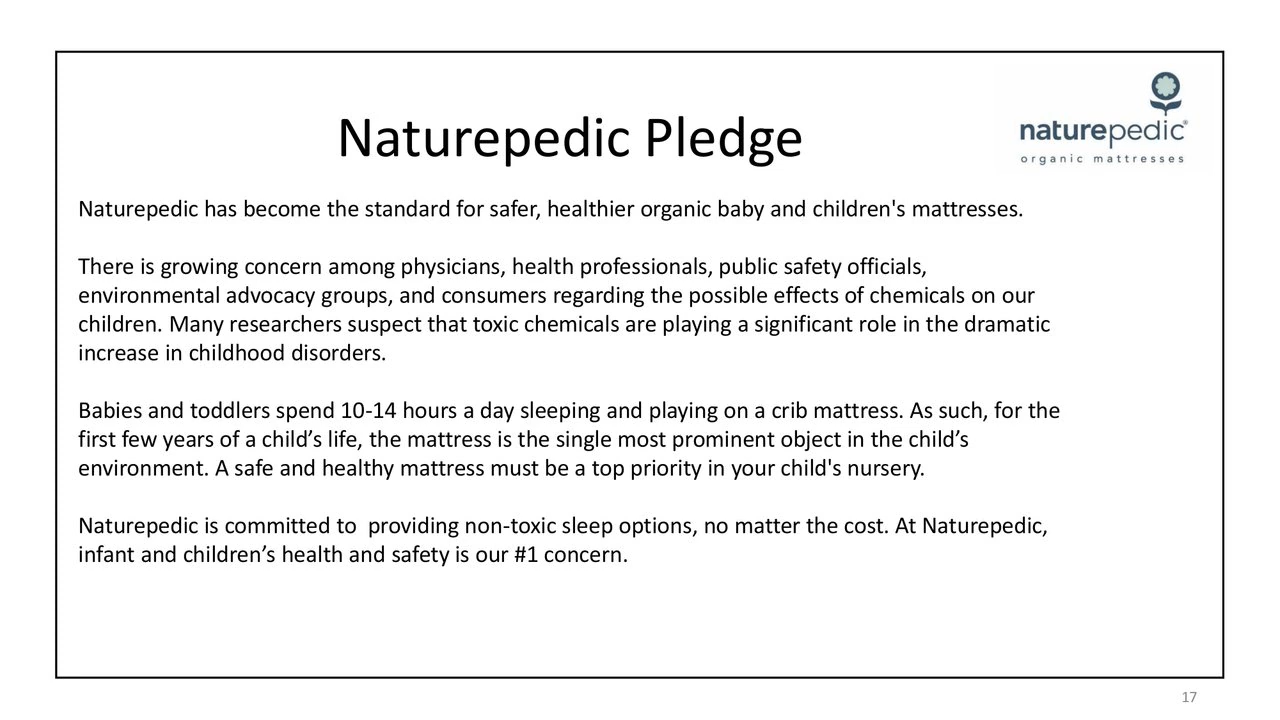 Naturepedic Pledge
naturepedic®
organic mattresses
Naturepedic has become the standard for safer, healthier organic baby and children's mattresses.
There is growing concern among physicians, health professionals, public safety officials,
environmental advocacy groups, and consumers regarding the possible effects of chemicals on our
children. Many researchers suspect that toxic chemicals are playing a significant role in the dramatic
increase in childhood disorders.
Babies and toddlers spend 10-14 hours a day sleeping and playing on a crib mattress. As such, for the
first few years of a child’s life, the mattress is the single most prominent object in the child’s
environment. A safe and healthy mattress must be a top priority in your child's nursery.
Naturepedic is committed to  providing non-toxic sleep options, no matter the cost. At Naturepedic,
infant and children’s health and safety is our #1 concern.
17